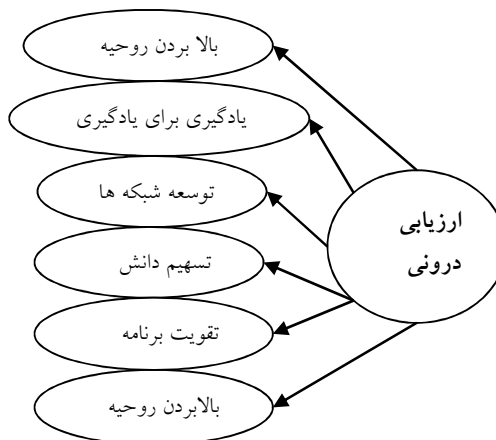 بالا بردن روحیه
یادگیری برای یادگیری
توسعه شبکه ها
تسهیم دانش
تقویت برنامه
بالابردن روحیه
ارزیابی
درونی